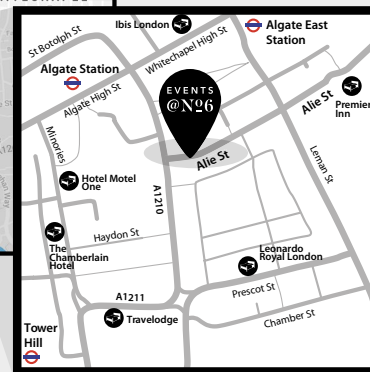 Ibis London
Algate East
Station
St Botolph St
Whitechapel High St
Algate Station
Algate High St
EVENTS
@Nº6
Alie St
Premier
Inn
Minories
Alie St
Leman St
Hotel Motel
One
A1210
Haydon St
The
Chamberlain
Hotel
Leonardo
Royal London
Prescot St
A1211
Chamber St
Travelodge
Tower
Hill